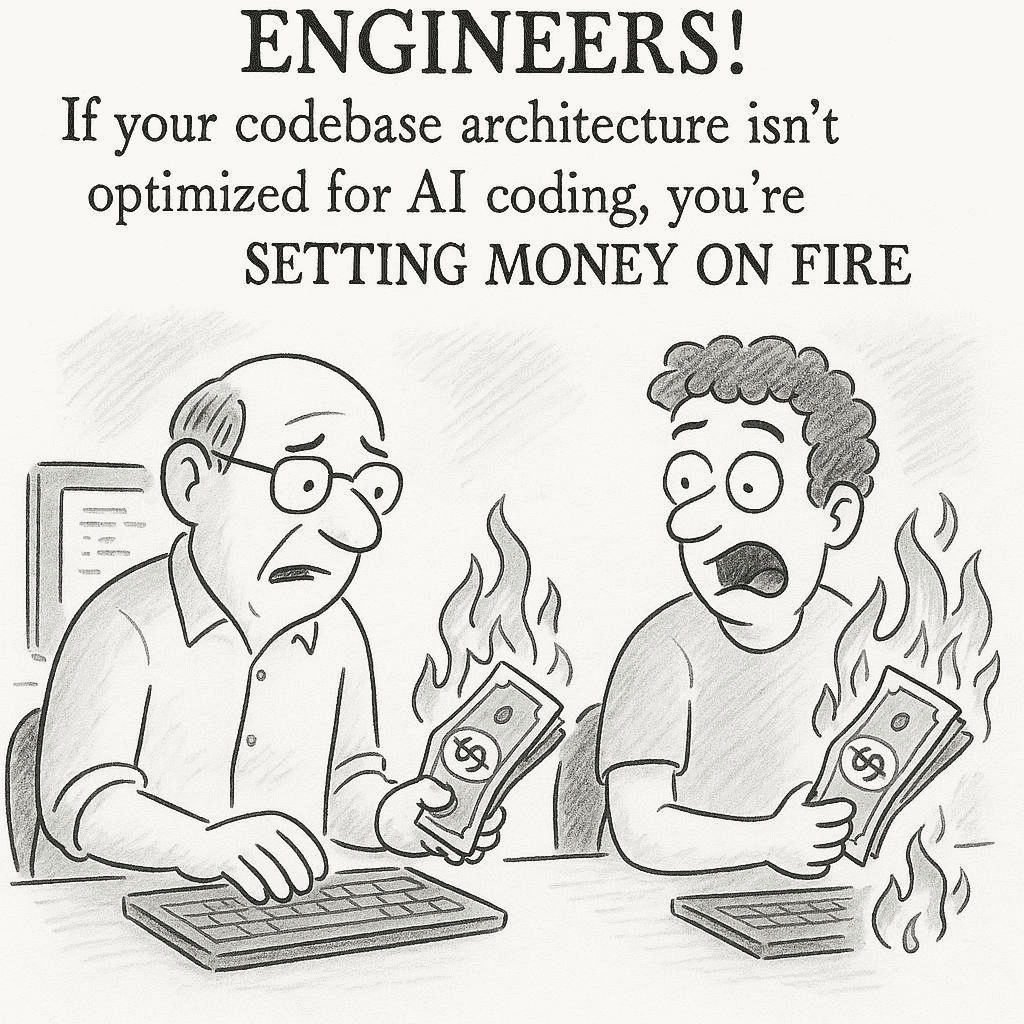 ENGINEERS!
If your codebase architecture isn't
optimized for AI coding, you're
SETTING MONEY ON FIRE
$
$